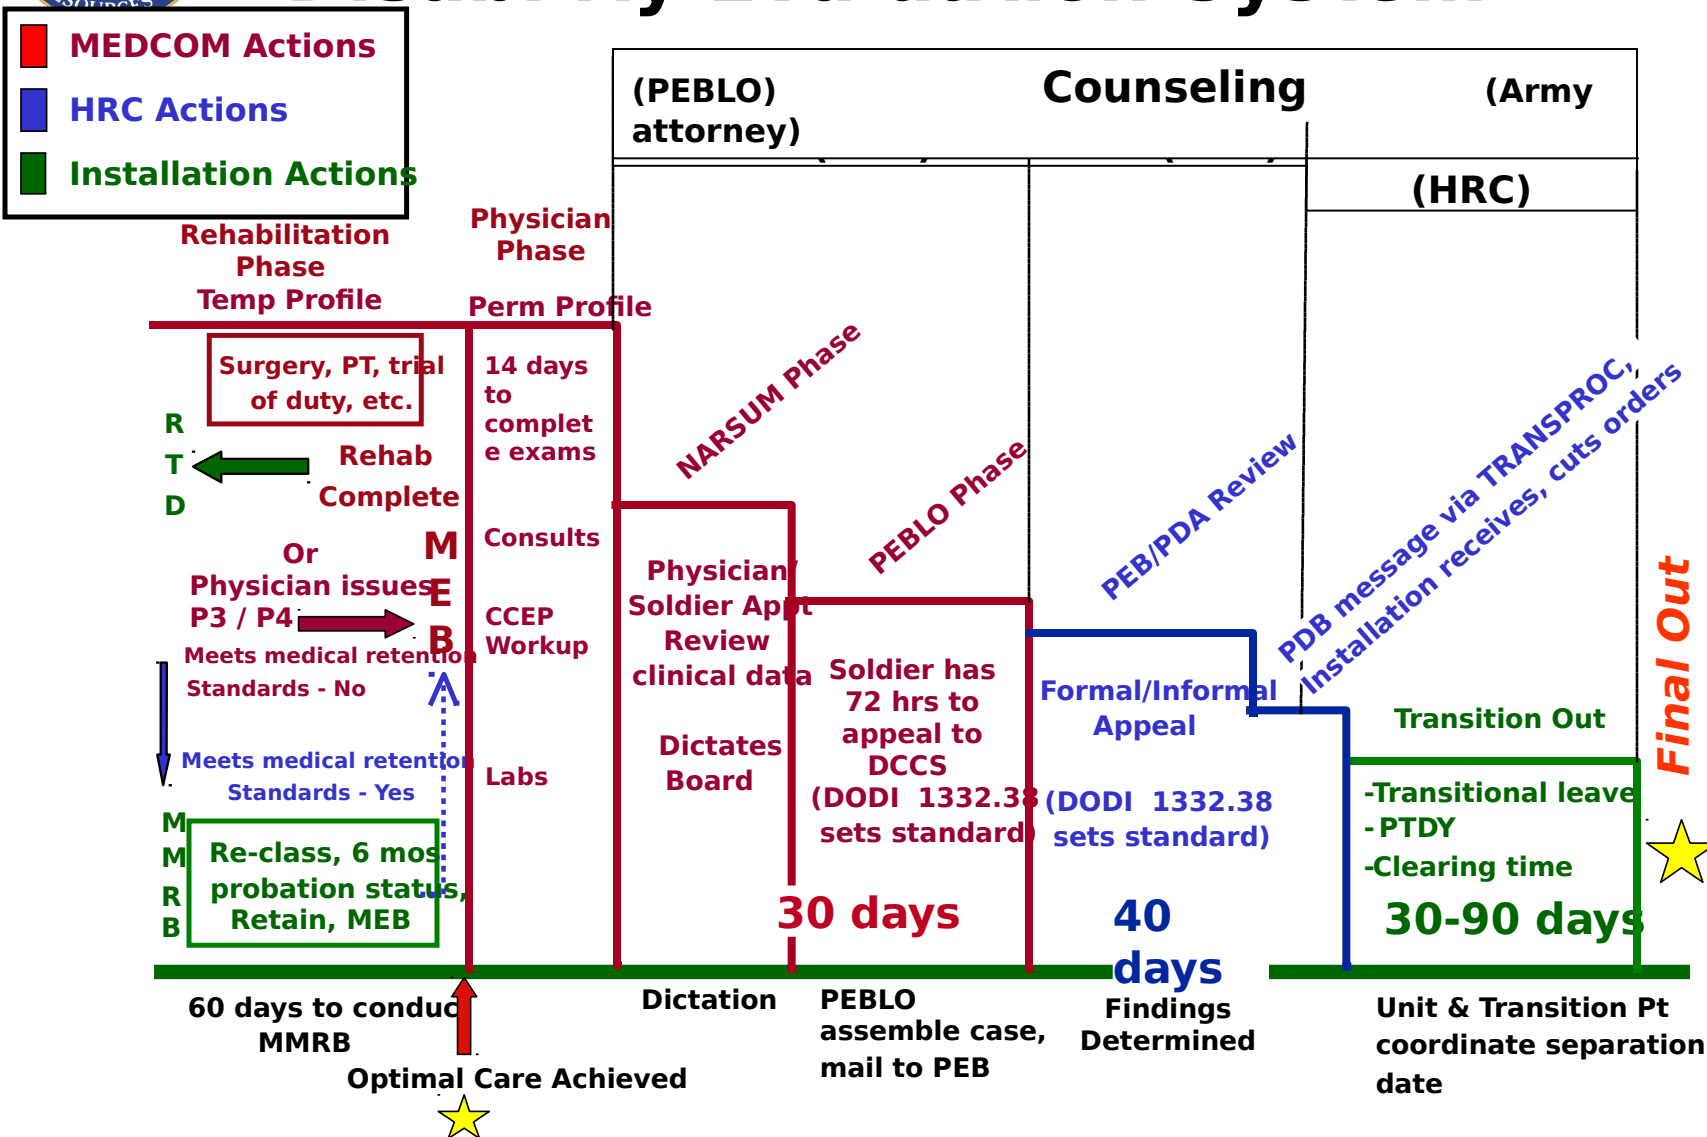 SOURCES
Disability Evaluation System
MEDCOM Actions
HRC Actions
Installation Actions
(PEBLO) Counseling (Army
attorney)
(HRC)
Rehabilitation
Phase
Temp Profile
Physician
Phase
Perm Profile
Surgery, PT, trial
of duty, etc.
R
T
D
Rehab
Complete
Or
Physician issues
P3 / P4
M
E
B
Meets medical retention
Standards - No
Meets medical retention
Standards - Yes
M
M
R
B
Re-class, 6 mos
probation status,
Retain, MEB
14 days
to
complet
e exams
Consults
CCEP
Workup
Labs
NARSUM Phase
Physician/
Soldier Appt
Review
clinical data
Dictates
Board
PEBLO Phase
Soldier has
72 hrs to
appeal to
DCCS
(DODI 1332.38
sets standard)
30 days
PEB/PDA Review
Formal/Informal
Appeal
(DODI 1332.38
sets standard)
40
days
PDB message via TRANSPROC,
Installation receives, cuts orders
Transition Out
-Transitional leave
-PTDY
-Clearing time
30-90 days
Final Out
60 days to conduc
MMRB
Optimal Care Achieved
Dictation
PEBLO
assemble case,
mail to PEB
Findings
Determined
Unit & Transition Pt
coordinate separation
date